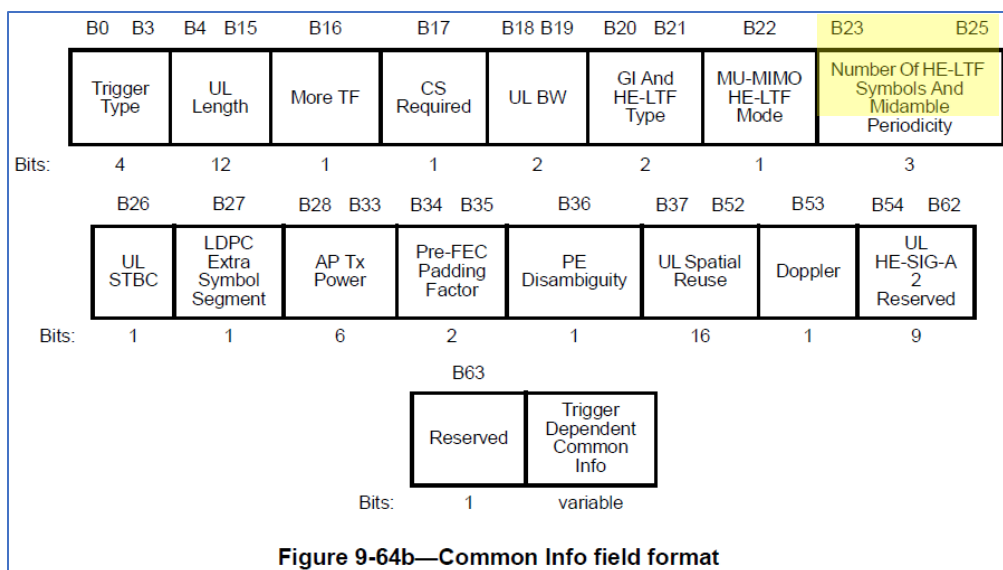 B0 B3 B4 B15 B16 B17 B18 B19 B20 B21 B22 B23 B25
Trigger Type UL Length More TF CS Required UL BW GI And HE-LTF Type MU-MIMO HE-LTF Mode Number Of HE-LTF Symbols And Midamble Periodicity
Bits: 4 12 1 1 2 2 1 3
B26 B27 B28 B33 B34 B35 B36 B37 B52 B53 B54 B62
UL STBC LDPC Extra Symbol Segment AP Tx Power Pre-FEC Padding Factor PE Disambiguity UL Spatial Reuse Doppler UL HE-SIG-A 2 Reserved
Bits: 1 1 6 2 1 16 1 9
B63
Reserved Trigger Dependent Common Info
Bits: 1 variable
Figure 9-64b—Common Info field format